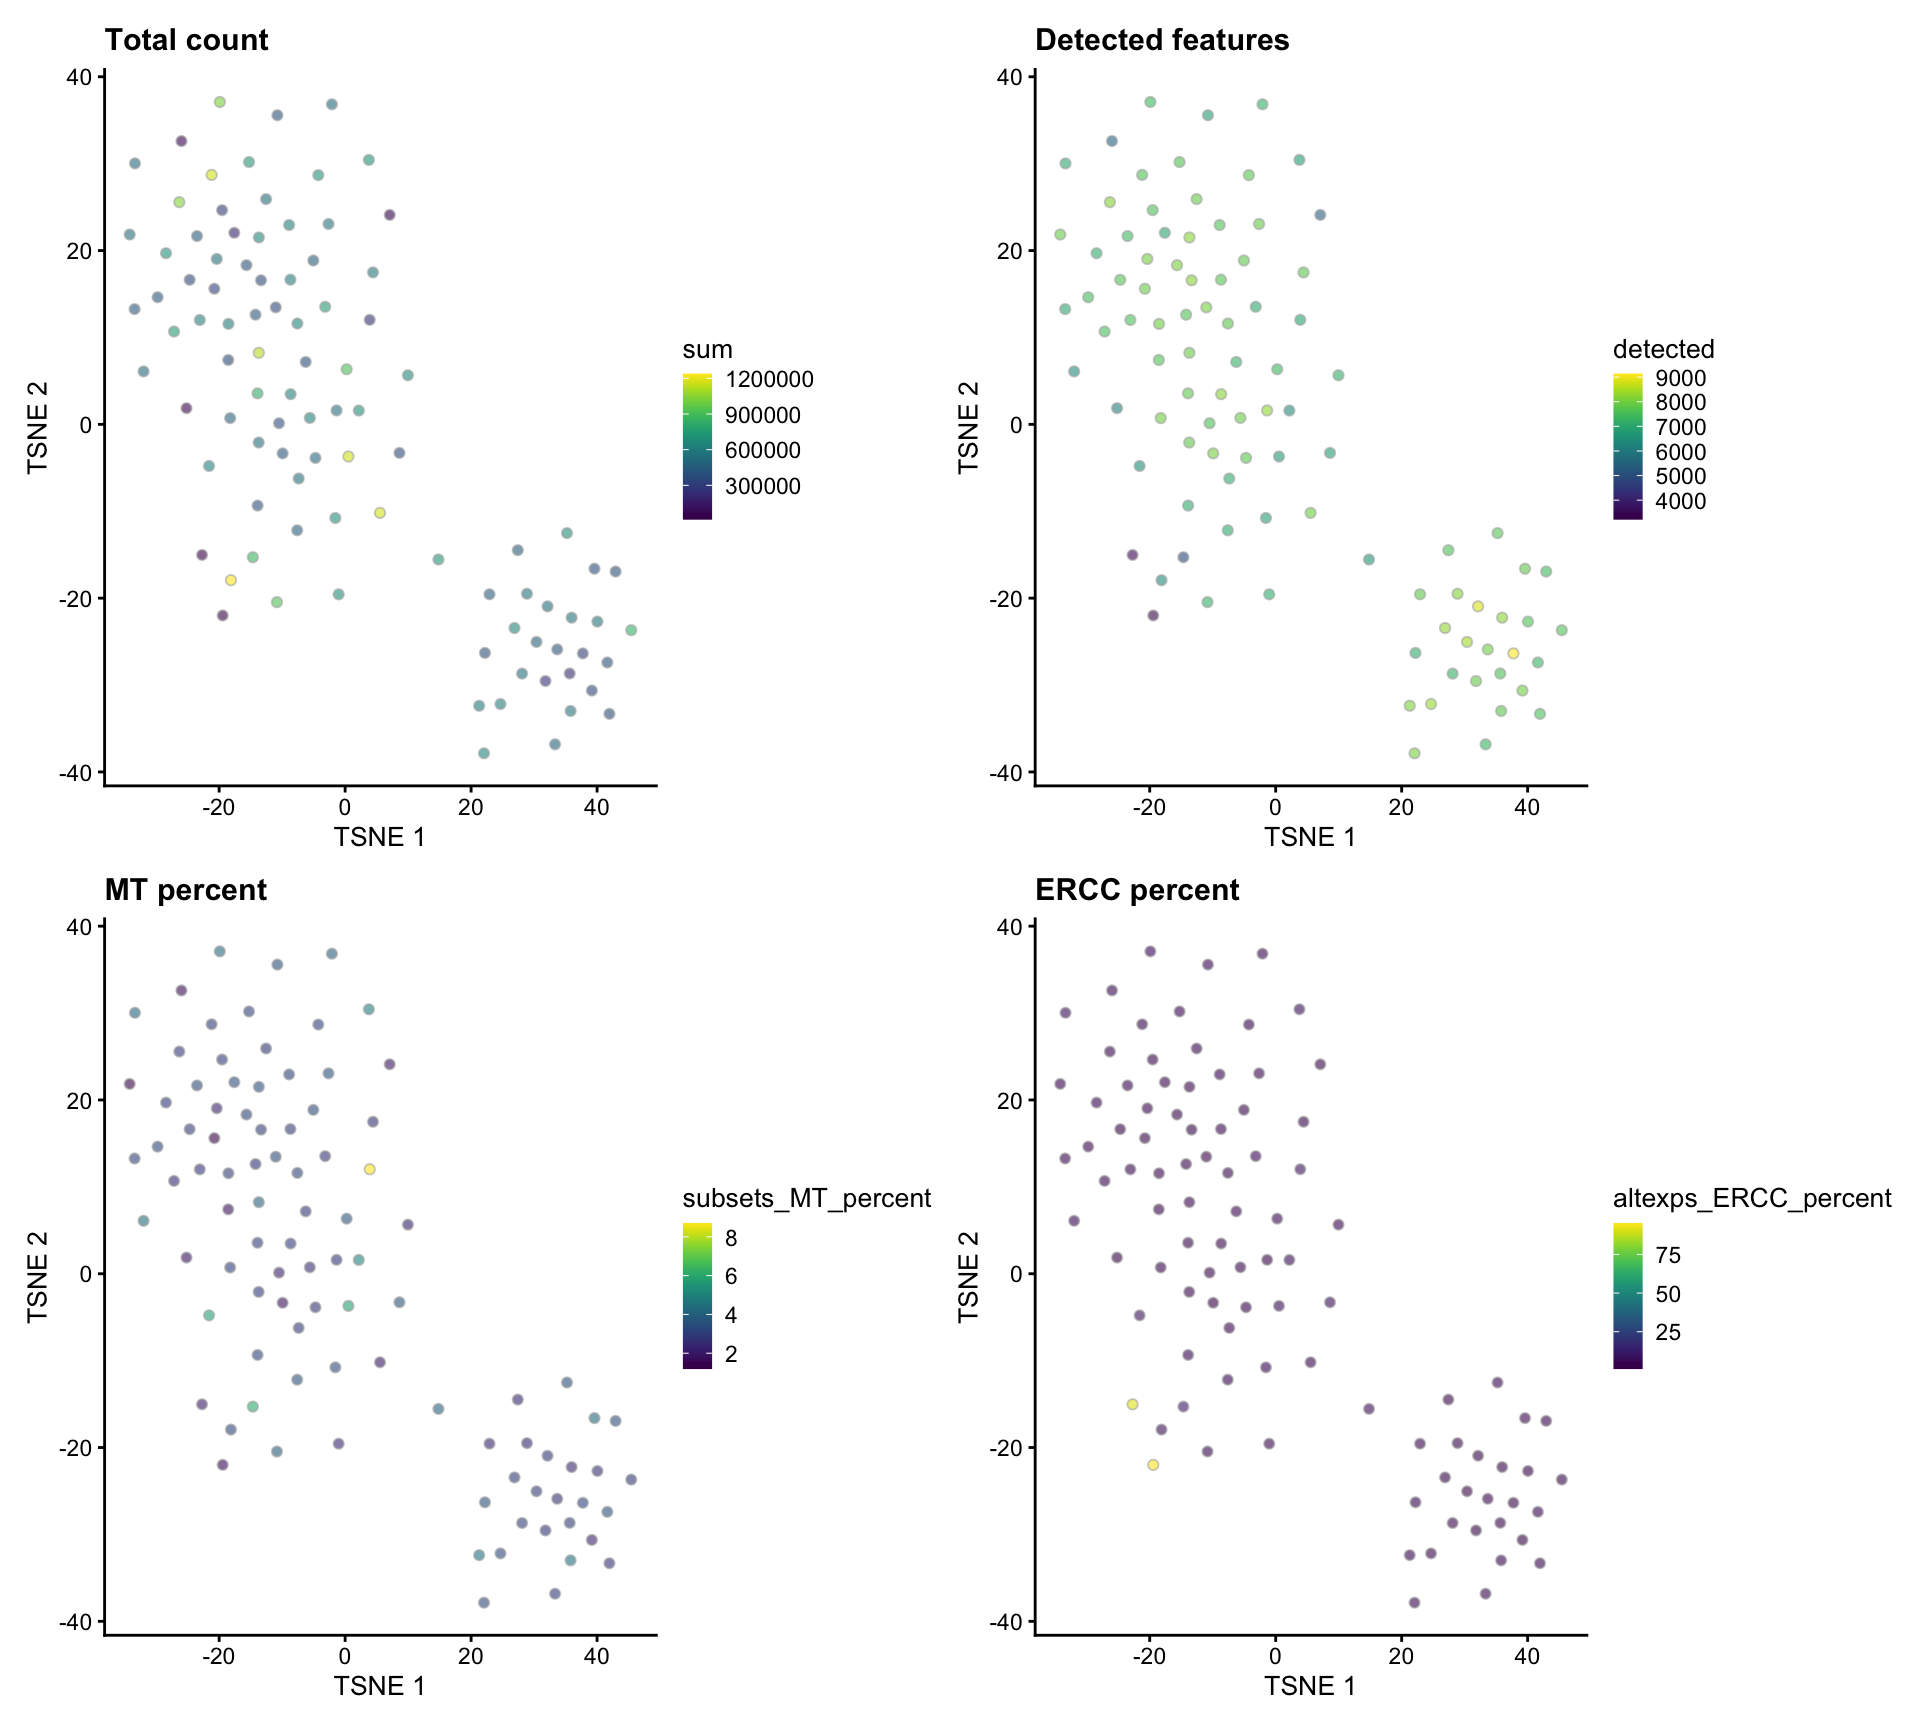 Total count
40
20
0
-20
-40
TSNE 2
-20 0 20 40
TSNE 1
sum
1200000
900000
600000
300000
Detected features
40
20
0
-20
-40
TSNE 2
-20 0 20 40
TSNE 1
detected
9000
8000
7000
6000
5000
4000
MT percent
40
20
0
-20
-40
TSNE 2
-20 0 20 40
TSNE 1
subsets_MT_percent
8
6
4
2
ERCC percent
40
20
0
-20
-40
TSNE 2
-20 0 20 40
TSNE 1
altexps_ERCC_percent
75
50
25